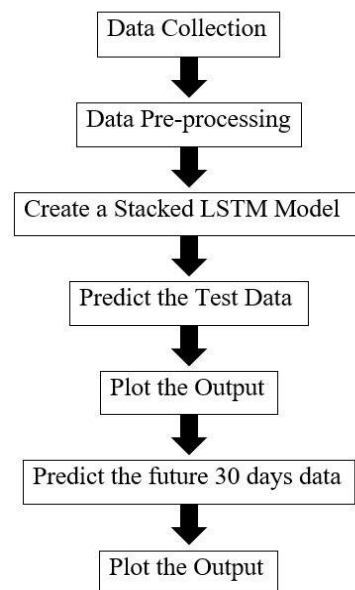 Data Collection
Data Pre-processing
Create a Stacked LSTM Model
Predict the Test Data
Plot the Output
Predict the future 30 days data
Plot the Output